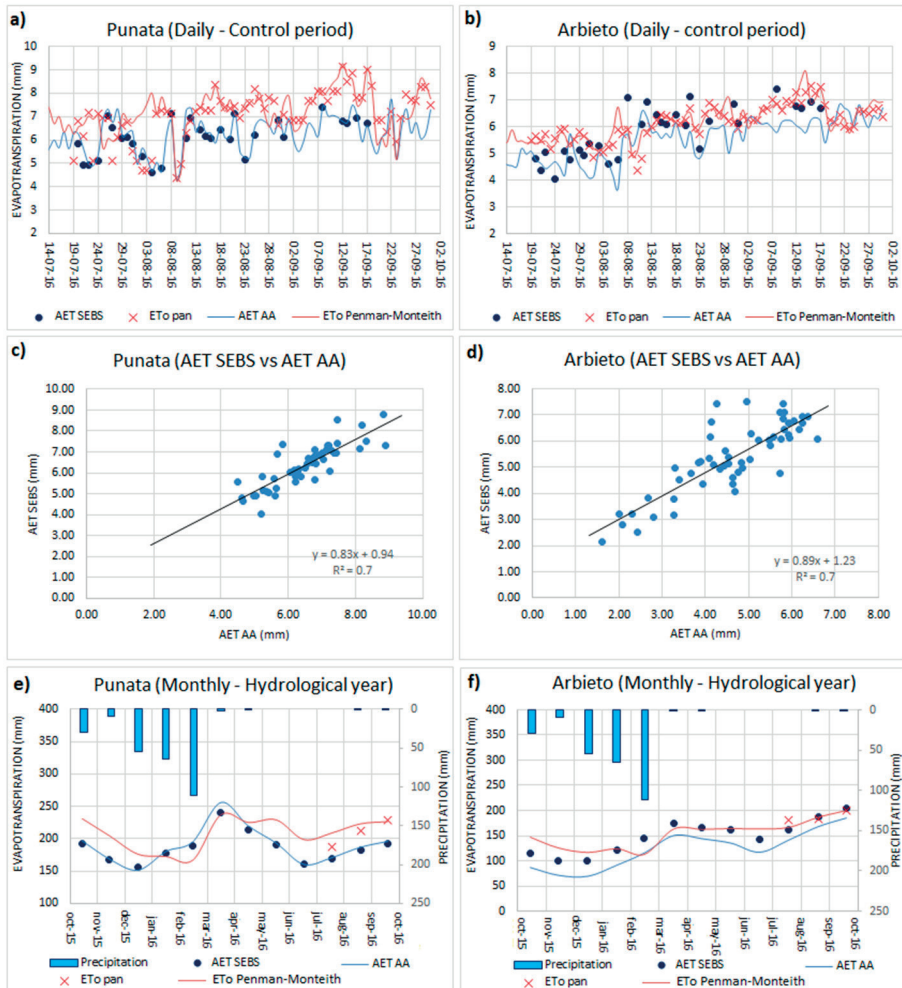 a)
Punata (Daily - Control period)
EVAPOTRANSPIRATION (mm)
10
9
8
7
6
5
4
3
2
14-07-16
19-07-16
24-07-16
29-07-16
03-08-16
08-08-16
13-08-16
18-08-16
23-08-16
28-08-16
02-09-16
07-09-16
12-09-16
17-09-16
22-09-16
27-09-16
02-10-16
AET SEBS ETo pan AET AA ETo Penman-Monteith
b)
Arbieto (Daily - control period)
EVAPOTRANSPIRATION (mm)
9
8
7
6
5
4
3
2
14-07-16
19-07-16
24-07-16
29-07-16
03-08-16
08-08-16
13-08-16
18-08-16
23-08-16
28-08-16
02-09-16
07-09-16
12-09-16
17-09-16
22-09-16
27-09-16
02-10-16
AET SEBS ETo pan AET AA ETo Penman-Monteith
c)
Punata (AET SEBS vs AET AA)
AET SEBS (mm)
10.00
9.00
8.00
7.00
6.00
5.00
4.00
3.00
2.00
1.00
0.00
y = 0.83x + 0.94
R² = 0.7
0.00 2.00 4.00 6.00 8.00 10.00
AET AA (mm)
d)
Arbieto (AET SEBS vs AET AA)
AET SEBS (mm)
8.00
7.00
6.00
5.00
4.00
3.00
2.00
1.00
0.00
y = 0.89x + 1.23
R² = 0.7
0.00 1.00 2.00 3.00 4.00 5.00 6.00 7.00 8.00
AET AA (mm)
e)
Punata (Monthly - Hydrological year)
EVAPOTRANSPIRATION (mm)
400
350
300
250
200
150
100
0
50
100
150
200
250
PRECIPITATION (mm)
oct-15
nov-15
dec-15
jan-16
feb-16
mar-16
apr-16
may-16
jun-16
jul-16
aug-16
sep-16
oct-16
Precipitation AET SEBS AET AA
ETo pan ETo Penman-Monteith
f)
Arbieto (Monthly - Hydrological year)
EVAPOTRANSPIRATION (mm)
400
350
300
250
200
150
100
50
0
0
50
100
150
200
250
PRECIPITATION (mm)
oct-15
nov-15
dec-15
jan-16
feb-16
mar-16
apr-16
may-16
jun-16
jul-16
aug-16
sep-16
oct-16
Precipitation AET SEBS AET AA
ETo pan ETo Penman-Monteith